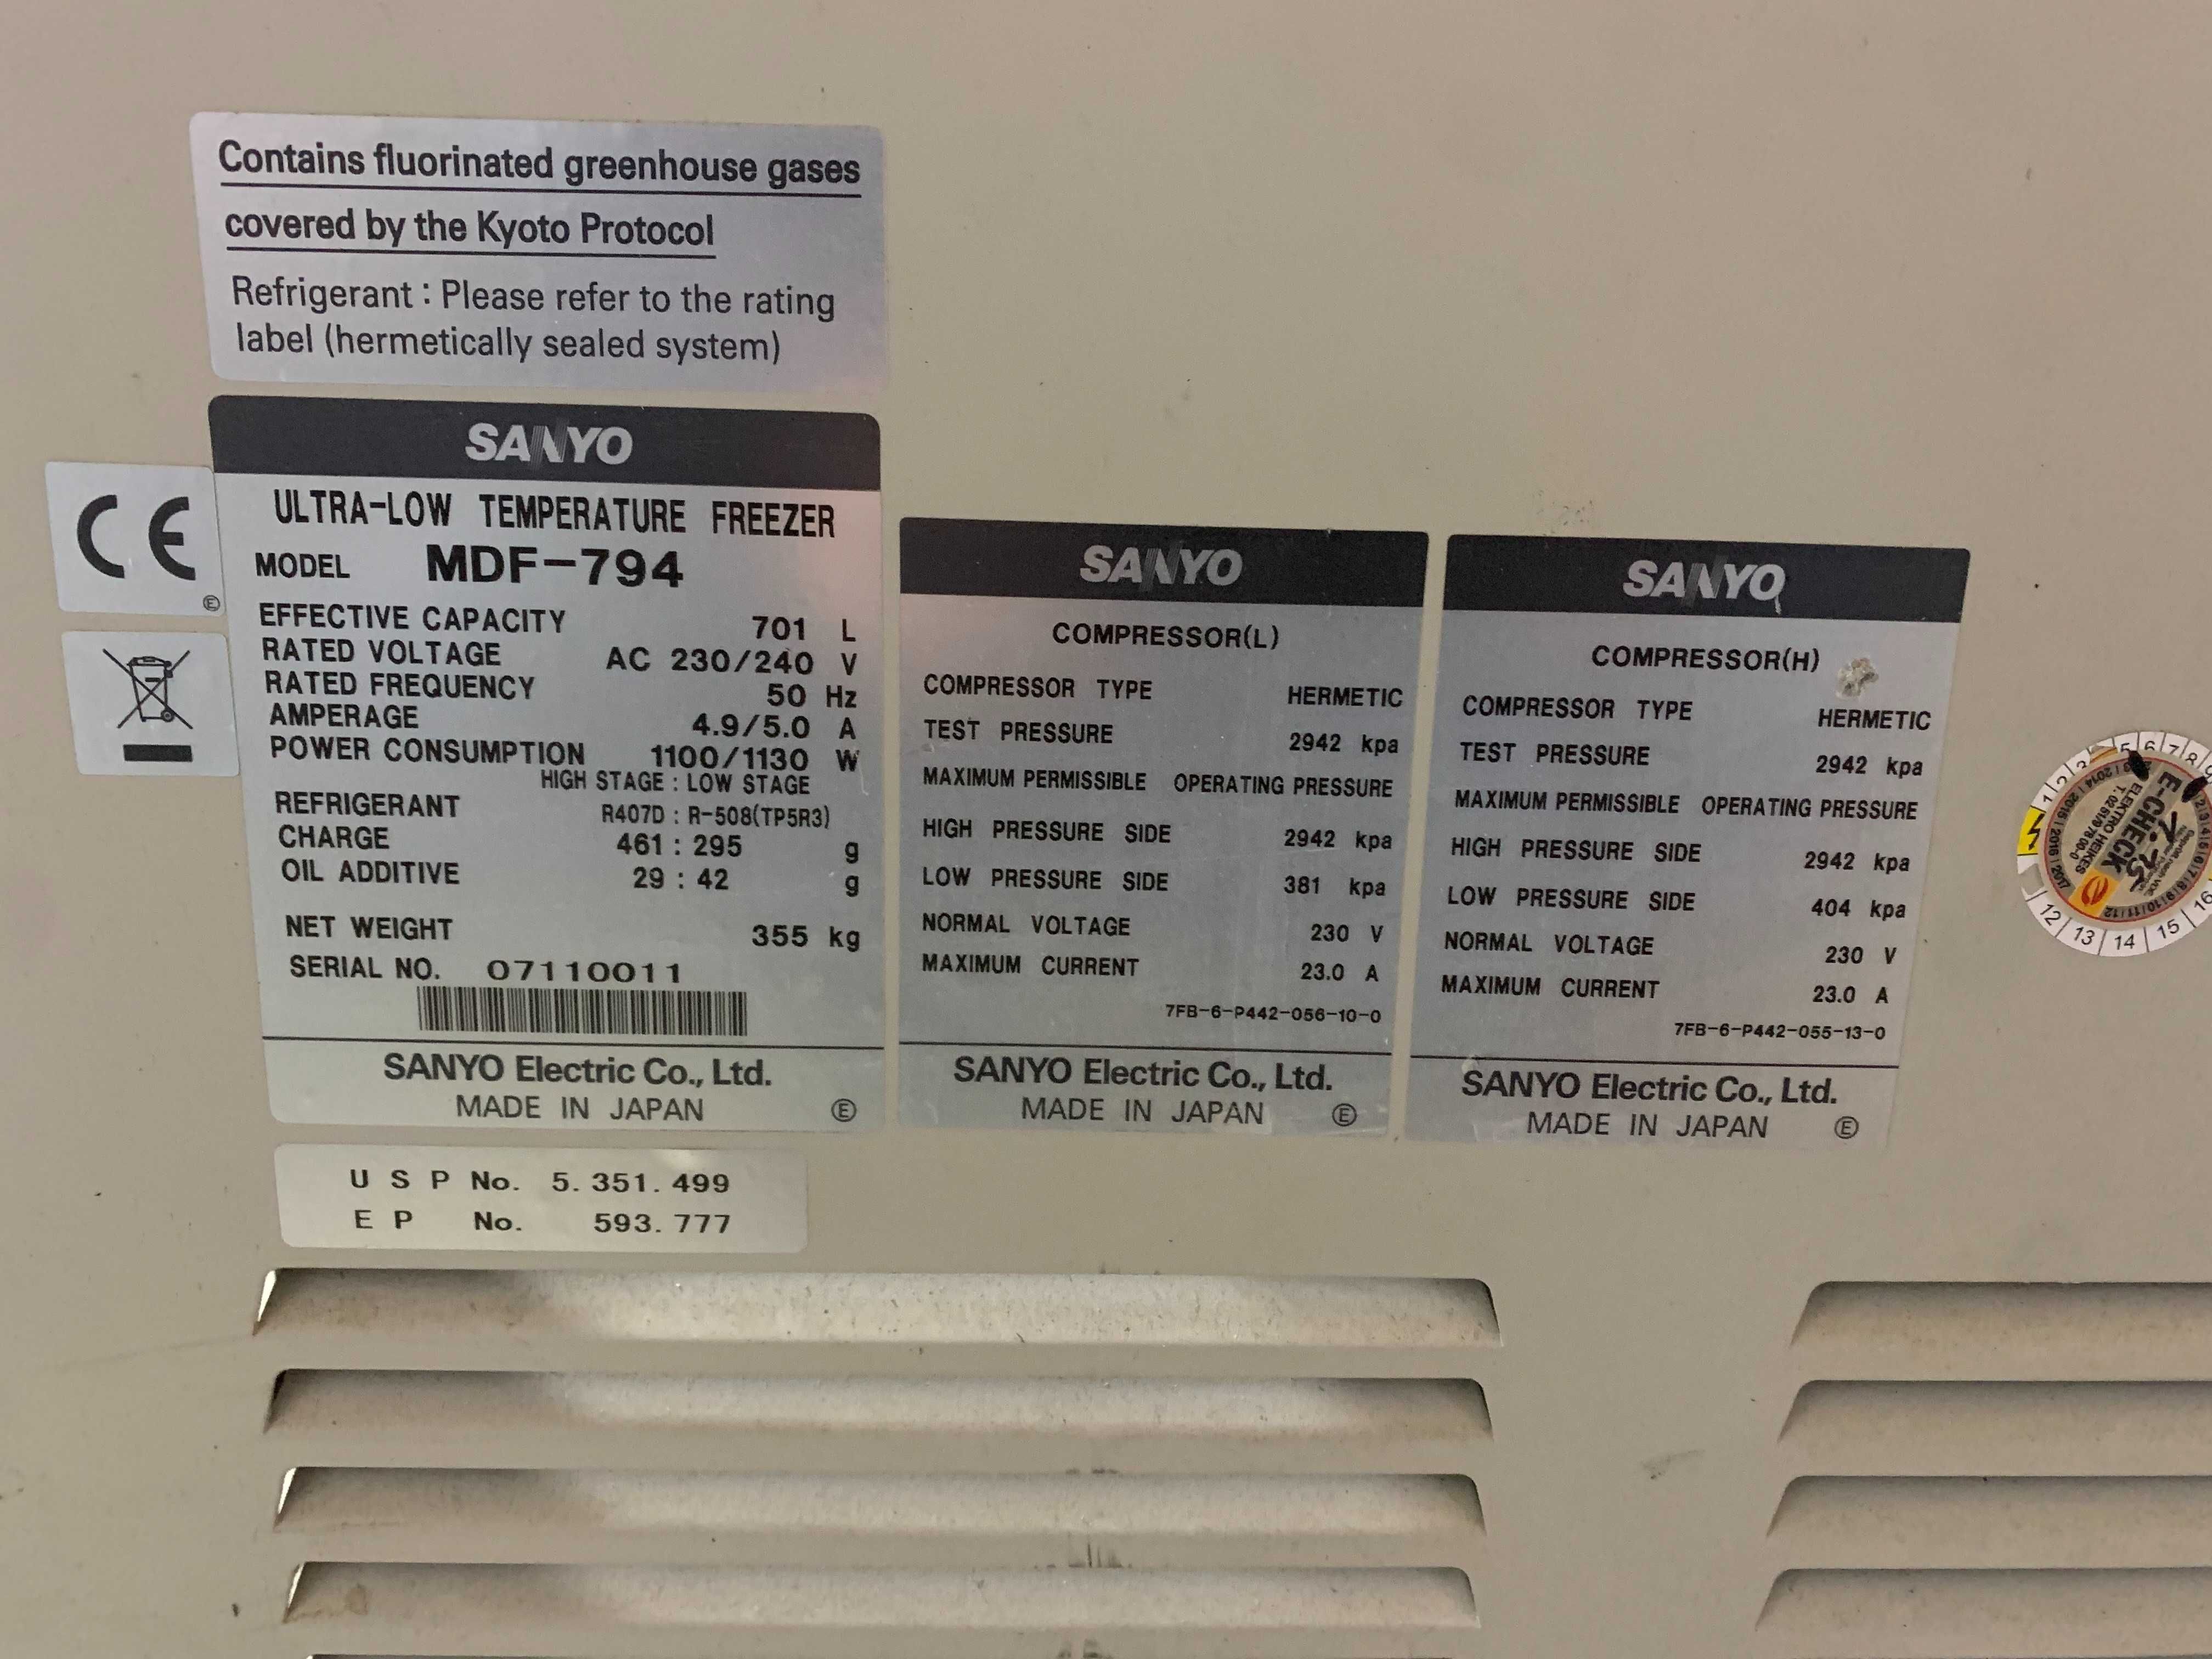 Contains fluorinated greenhouse gases
covered by the Kyoto Protocol
Refrigerant : Please refer to the rating
label (hermetically sealed system)
CE
Ⓔ
SANYO
ULTRA-LOW TEMPERATURE FREEZER
MODEL MDF-794
EFFECTIVE CAPACITY 701 L
RATED VOLTAGE AC 230/240 V
RATED FREQUENCY 50 Hz
AMPERAGE 4.9/5.0 A
POWER CONSUMPTION 1100/1130 W
HIGH STAGE : LOW STAGE
REFRIGERANT R407D : R-508(TP5R3)
CHARGE 461 : 295 g
OIL ADDITIVE 29 : 42 g
NET WEIGHT 355 kg
SERIAL NO. 07110011
SANYO Electric Co., Ltd.
MADE IN JAPAN Ⓔ
U S P No. 5. 351. 499
E P No. 593. 777
SANYO
COMPRESSOR(L)
COMPRESSOR TYPE HERMETIC
TEST PRESSURE 2942 kpa
MAXIMUM PERMISSIBLE OPERATING PRESSURE
HIGH PRESSURE SIDE 2942 kpa
LOW PRESSURE SIDE 381 kpa
NORMAL VOLTAGE 230 V
MAXIMUM CURRENT 23.0 A
7FB-6-P442-056-10-0
SANYO Electric Co., Ltd.
MADE IN JAPAN Ⓔ
SANYO
COMPRESSOR(H)
COMPRESSOR TYPE HERMETIC
TEST PRESSURE 2942 kpa
MAXIMUM PERMISSIBLE OPERATING PRESSURE
HIGH PRESSURE SIDE 2942 kpa
LOW PRESSURE SIDE 404 kpa
NORMAL VOLTAGE 230 V
MAXIMUM CURRENT 23.0 A
7FB-6-P442-055-13-0
SANYO Electric Co., Ltd.
MADE IN JAPAN Ⓔ
E-CHECK
ELEKTRO HEIKES
12 13 14 15 16